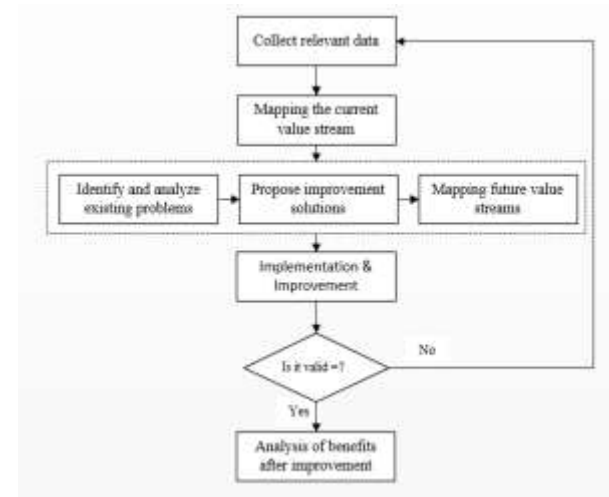 Collect relevant data
Mapping the current
value stream
Identify and analyze
existing problems
Propose improvement
solutions
Mapping future value
streams
Implementation &
Improvement
Is it valid =?
No
Yes
Analysis of benefits
after improvement